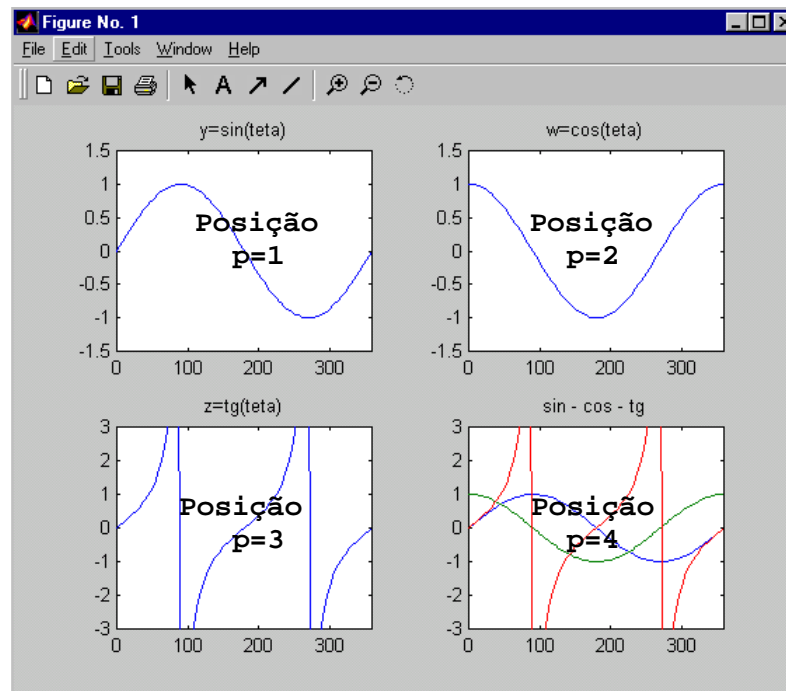 Figure No. 1
File Edit Tools Window Help
A
y=sin(teta)
1.5
1
0.5
0
-0.5
-1
-1.5
0 100 200 300
Posição
p=1
w=cos(teta)
1.5
1
0.5
0
-0.5
-1
-1.5
0 100 200 300
Posição
p=2
z=tg(teta)
3
2
1
0
-1
-2
-3
0 100 200 300
Posição
p=3
sin - cos - tg
3
2
1
0
-1
-2
-3
0 100 200 300
Posição
p=4